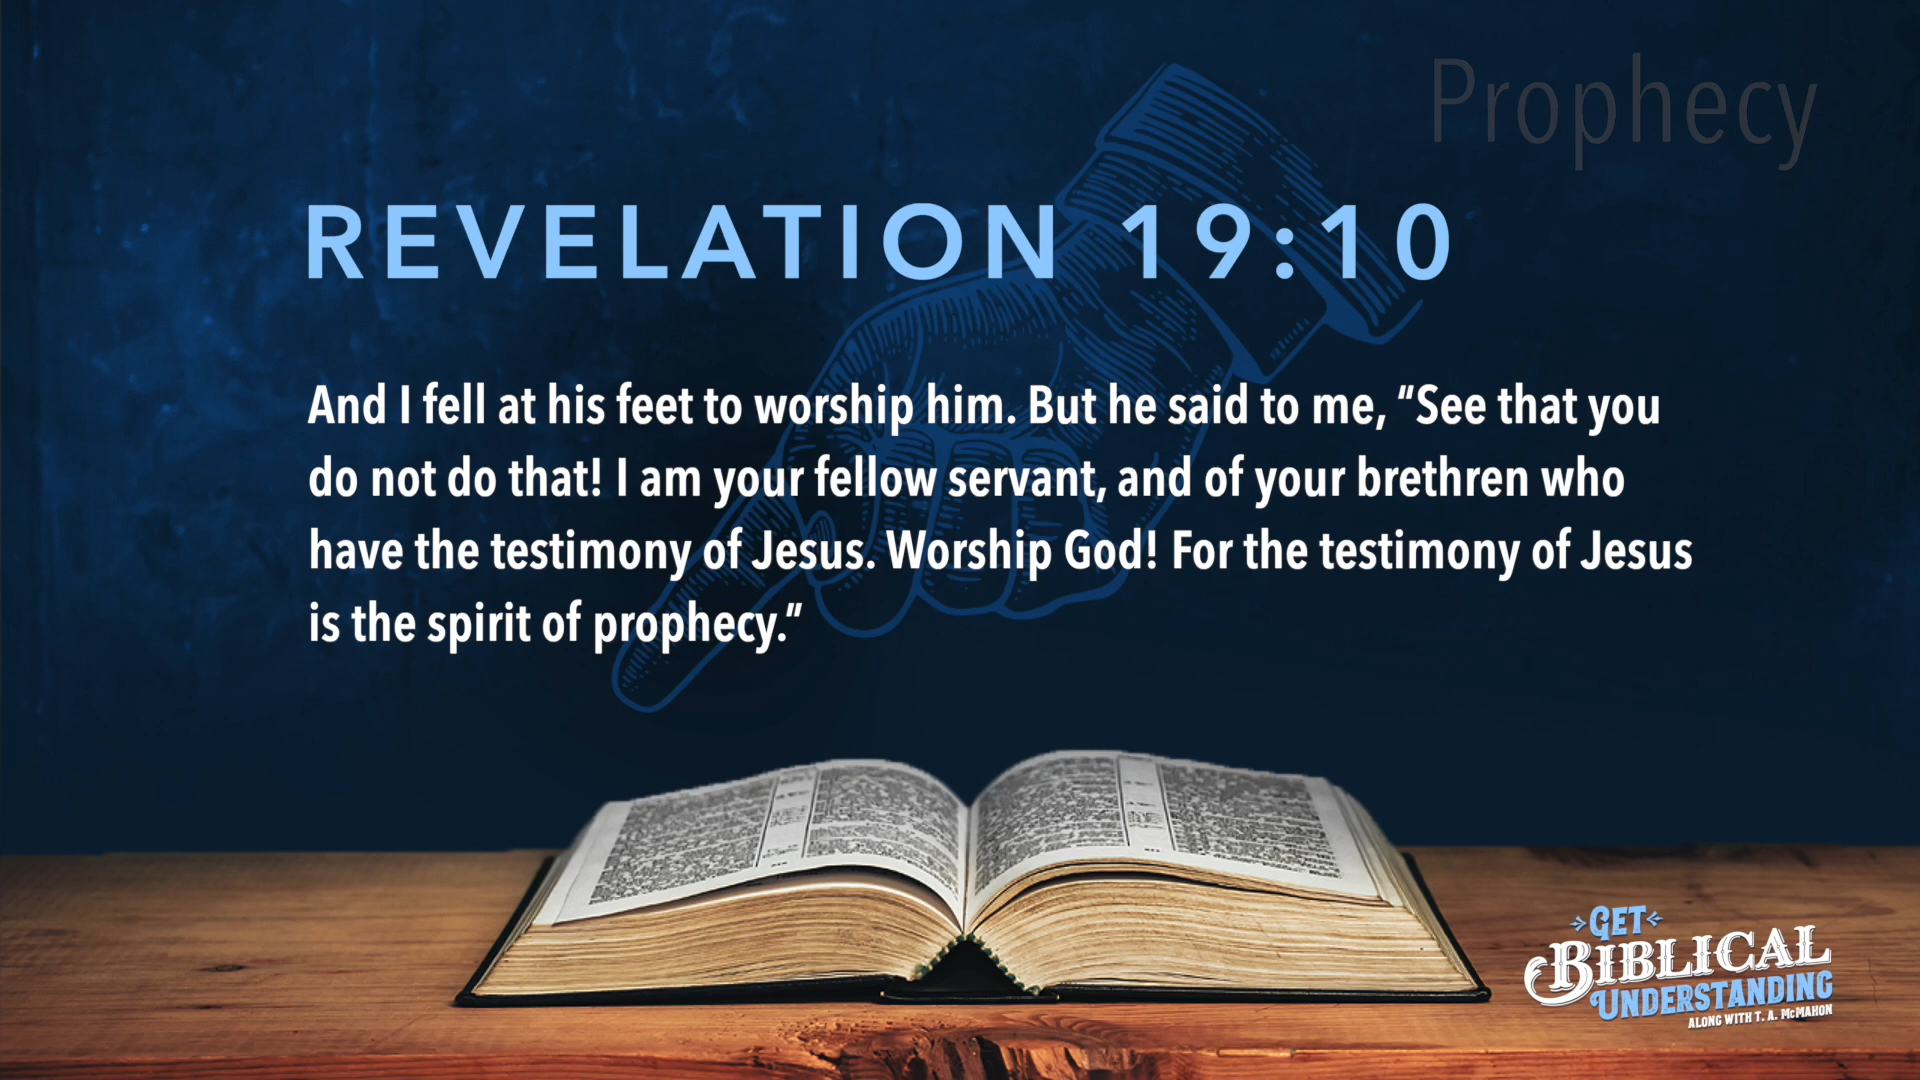 Prophecy
REVELATION 19:10
And I fell at his feet to worship him. But he said to me, “See that you
do not do that! I am your fellow servant, and of your brethren who
have the testimony of Jesus. Worship God! For the testimony of Jesus
is the spirit of prophecy.”
GET
BIBLICAL
UNDERSTANDING
ALONG WITH T. A. McMAHON